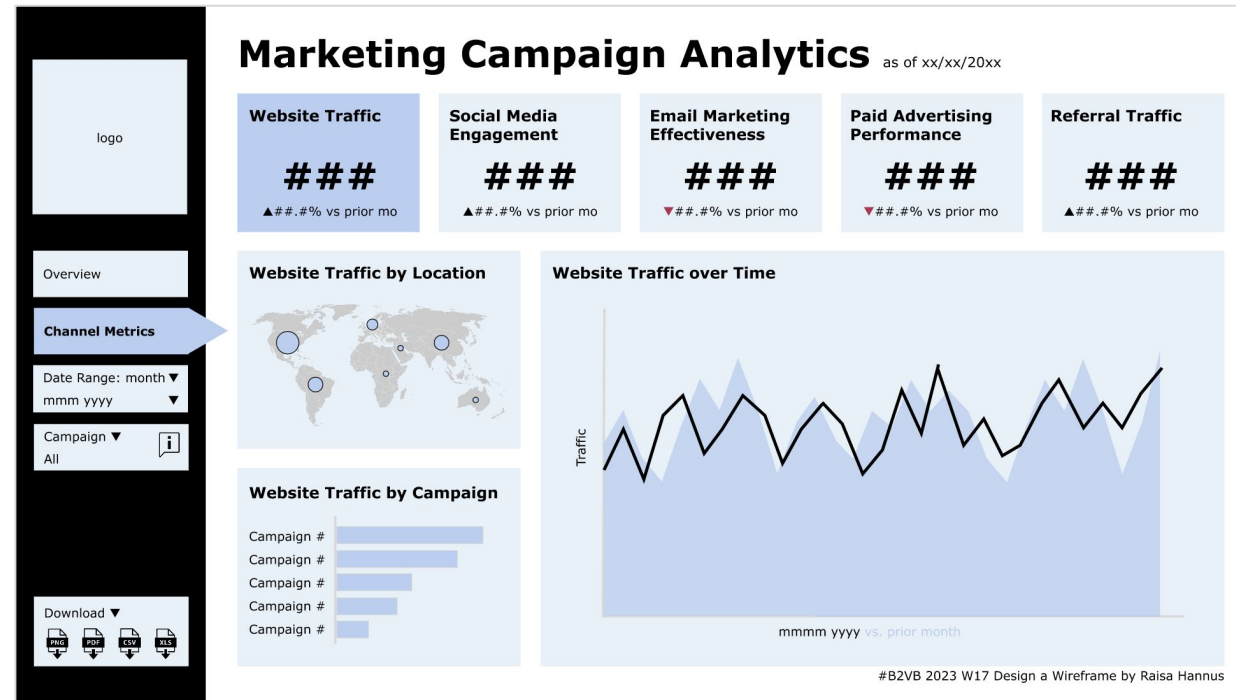 Marketing Campaign Analytics as of xx/xx/20xx
logo
Overview
Channel Metrics
Date Range: month ▼
mmm yyyy ▼
Campaign ▼
All
i
Download ▼
PNG PDF CSV XLS
Website Traffic
###
▲##.#% vs prior mo
Social Media
Engagement
###
▲##.#% vs prior mo
Email Marketing
Effectiveness
###
▼##.#% vs prior mo
Paid Advertising
Performance
###
▼##.#% vs prior mo
Referral Traffic
###
▲##.#% vs prior mo
Website Traffic by Location
Website Traffic by Campaign
Campaign #
Campaign #
Campaign #
Campaign #
Campaign #
Website Traffic over Time
Traffic
mmmm yyyy vs. prior month
#B2VB 2023 W17 Design a Wireframe by Raisa Hannus